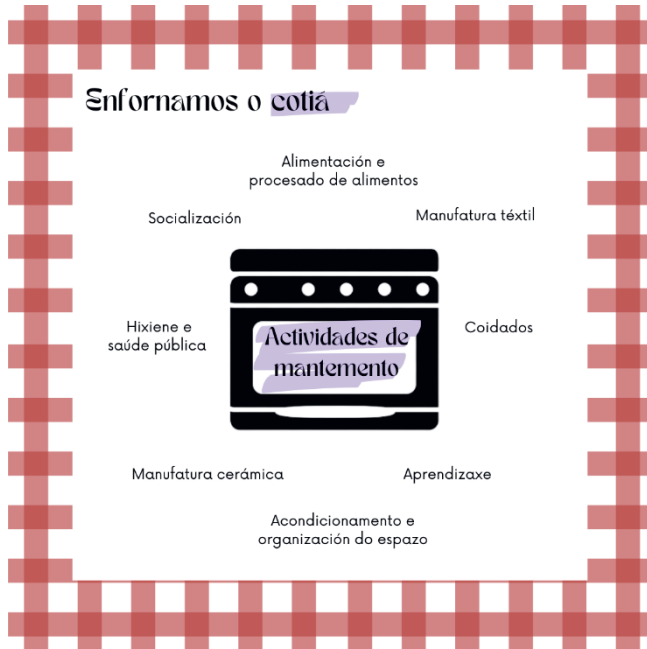 Enfornamos o cotiá
Alimentación e
procesado de alimentos
Socialización
Manufatura téxtil
Hixiene e
saúde pública
Actividades de
mantemento
Coidados
Manufatura cerámica
Aprendizaxe
Acondicionamento e
organización do espazo